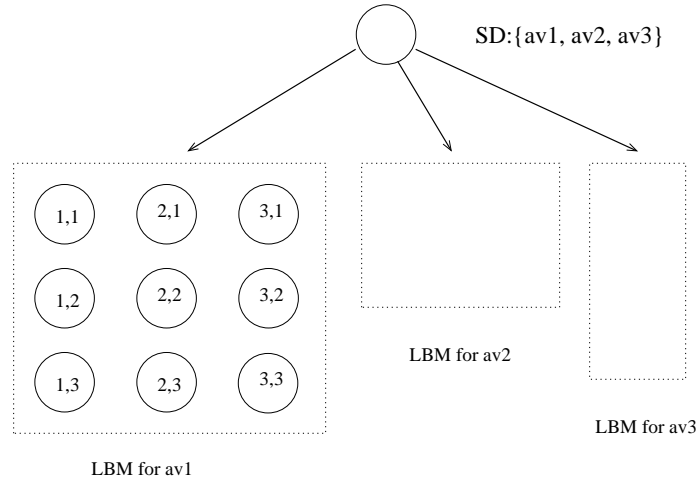 SD:{av1, av2, av3}
1,1 2,1 3,1
1,2 2,2 3,2
1,3 2,3 3,3
LBM for av2
LBM for av3
LBM for av1